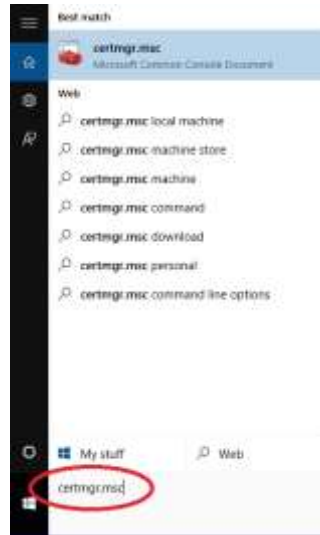 Best match
certmgr.msc
Microsoft Common Console Document
Web
certmgr.msc local machine
certmgr.msc machine store
certmgr.msc machine
certmgr.msc command
certmgr.msc download
certmgr.msc personal
certmgr.msc command line options
My stuff
Web
certmgr.msc